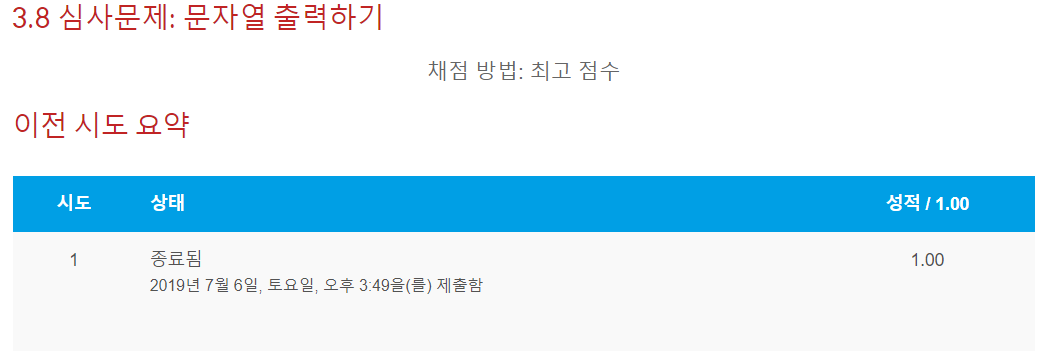 3.8 심사문제: 문자열 출력하기
채점 방법: 최고 점수
이전 시도 요약
시도 상태 성적 / 1.00
1 종료됨 1.00
2019년 7월 6일, 토요일, 오후 3:49을(를) 제출함